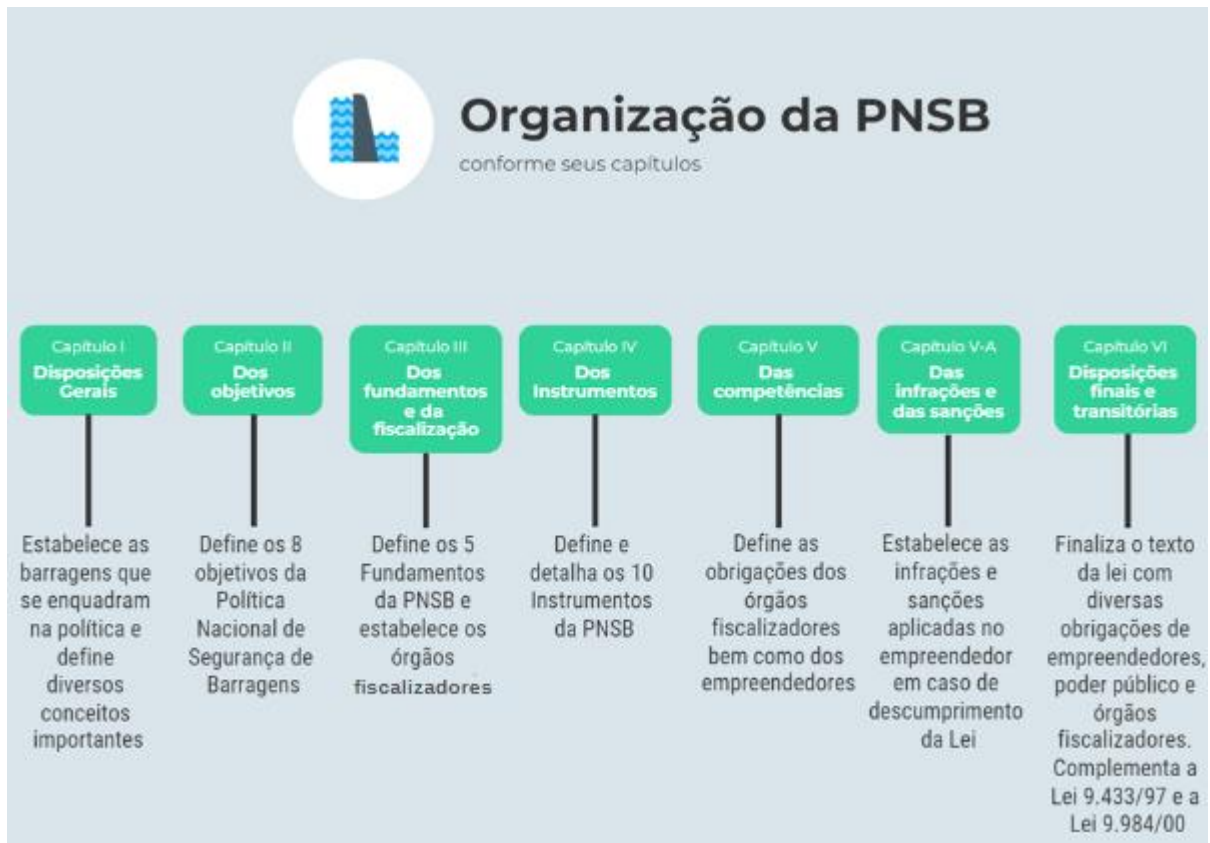 Organização da PNSB
conforme seus capítulos
Capítulo I
Disposições
Gerais
Estabelece as
barragens que
se enquadram
na política e
define
diversos
conceitos
importantes
Capítulo II
Dos
objetivos
Define os 8
objetivos da
Política
Nacional de
Segurança de
Barragens
Capítulo III
Dos
fundamentos
e da
fiscalização
Define os 5
Fundamentos
da PNSB e
estabelece os
órgãos
fiscalizadores
Capítulo IV
Dos
Instrumentos
Define e
detalha os 10
Instrumentos
da PNSB
Capítulo V
Das
competências
Define as
obrigações dos
órgãos
fiscalizadores
bem como dos
empreendedores
Capítulo V-A
Das
infrações e
das sanções
Estabelece as
infrações e
sanções
aplicadas no
empreendedor
em caso de
descumprimento
da Lei
Capítulo VI
Disposições
finais e
transitórias
Finaliza o texto
da lei com
diversas
obrigações de
empreendedores,
poder público e
órgãos
fiscalizadores.
Complementa a
Lei 9.433/97 e a
Lei 9.984/00